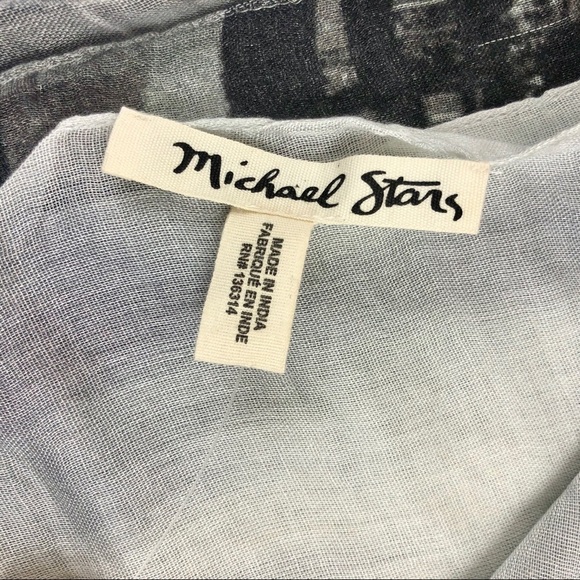 Michael Stars
MADE IN INDIA
FABRIQUÉ EN INDE
RN# 136314